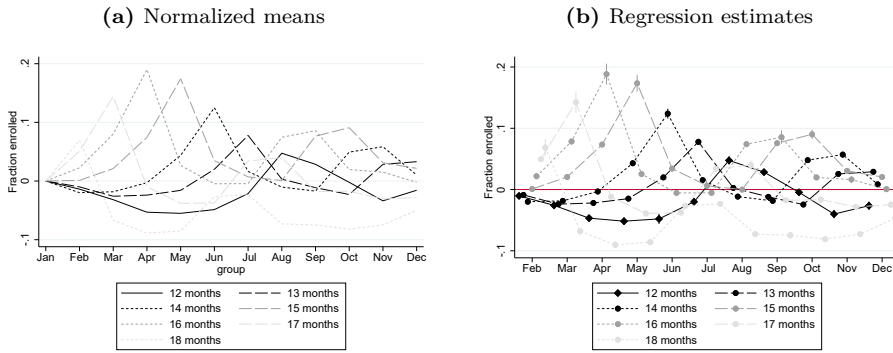 (a) Normalized means
(b) Regression estimates
Fraction enrolled
.2
.1
0
-.1
Jan Feb Mar Apr May Jun Jul Aug Sep Oct Nov Dec
group
12 months 13 months
14 months 15 months
16 months 17 months
18 months
Fraction enrolled
.2
.1
0
-.1
Feb Mar Apr May Jun Jul Aug Sep Oct Nov Dec
12 months 13 months
14 months 15 months
16 months 17 months
18 months